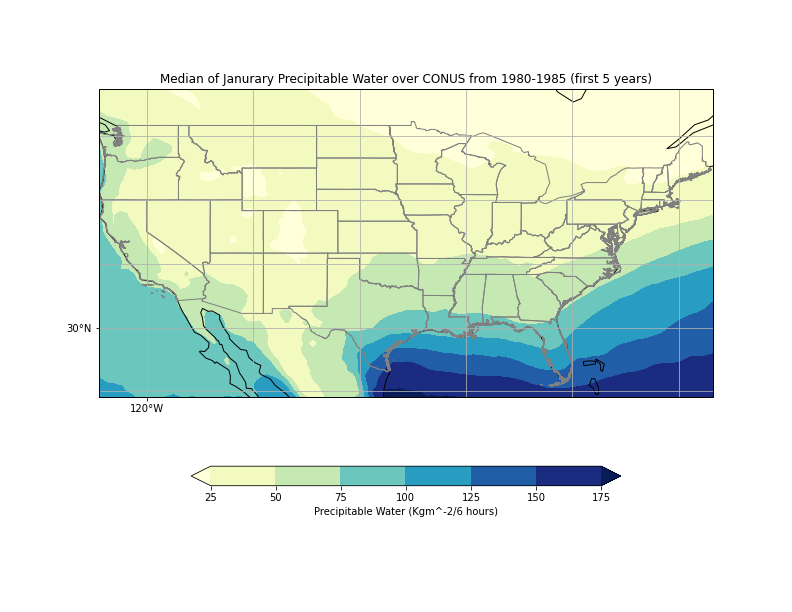 Median of Janurary Precipitable Water over CONUS from 1980-1985 (first 5 years)
30°N
120°W
25 50 75 100 125 150 175
Precipitable Water (Kgm^-2/6 hours)